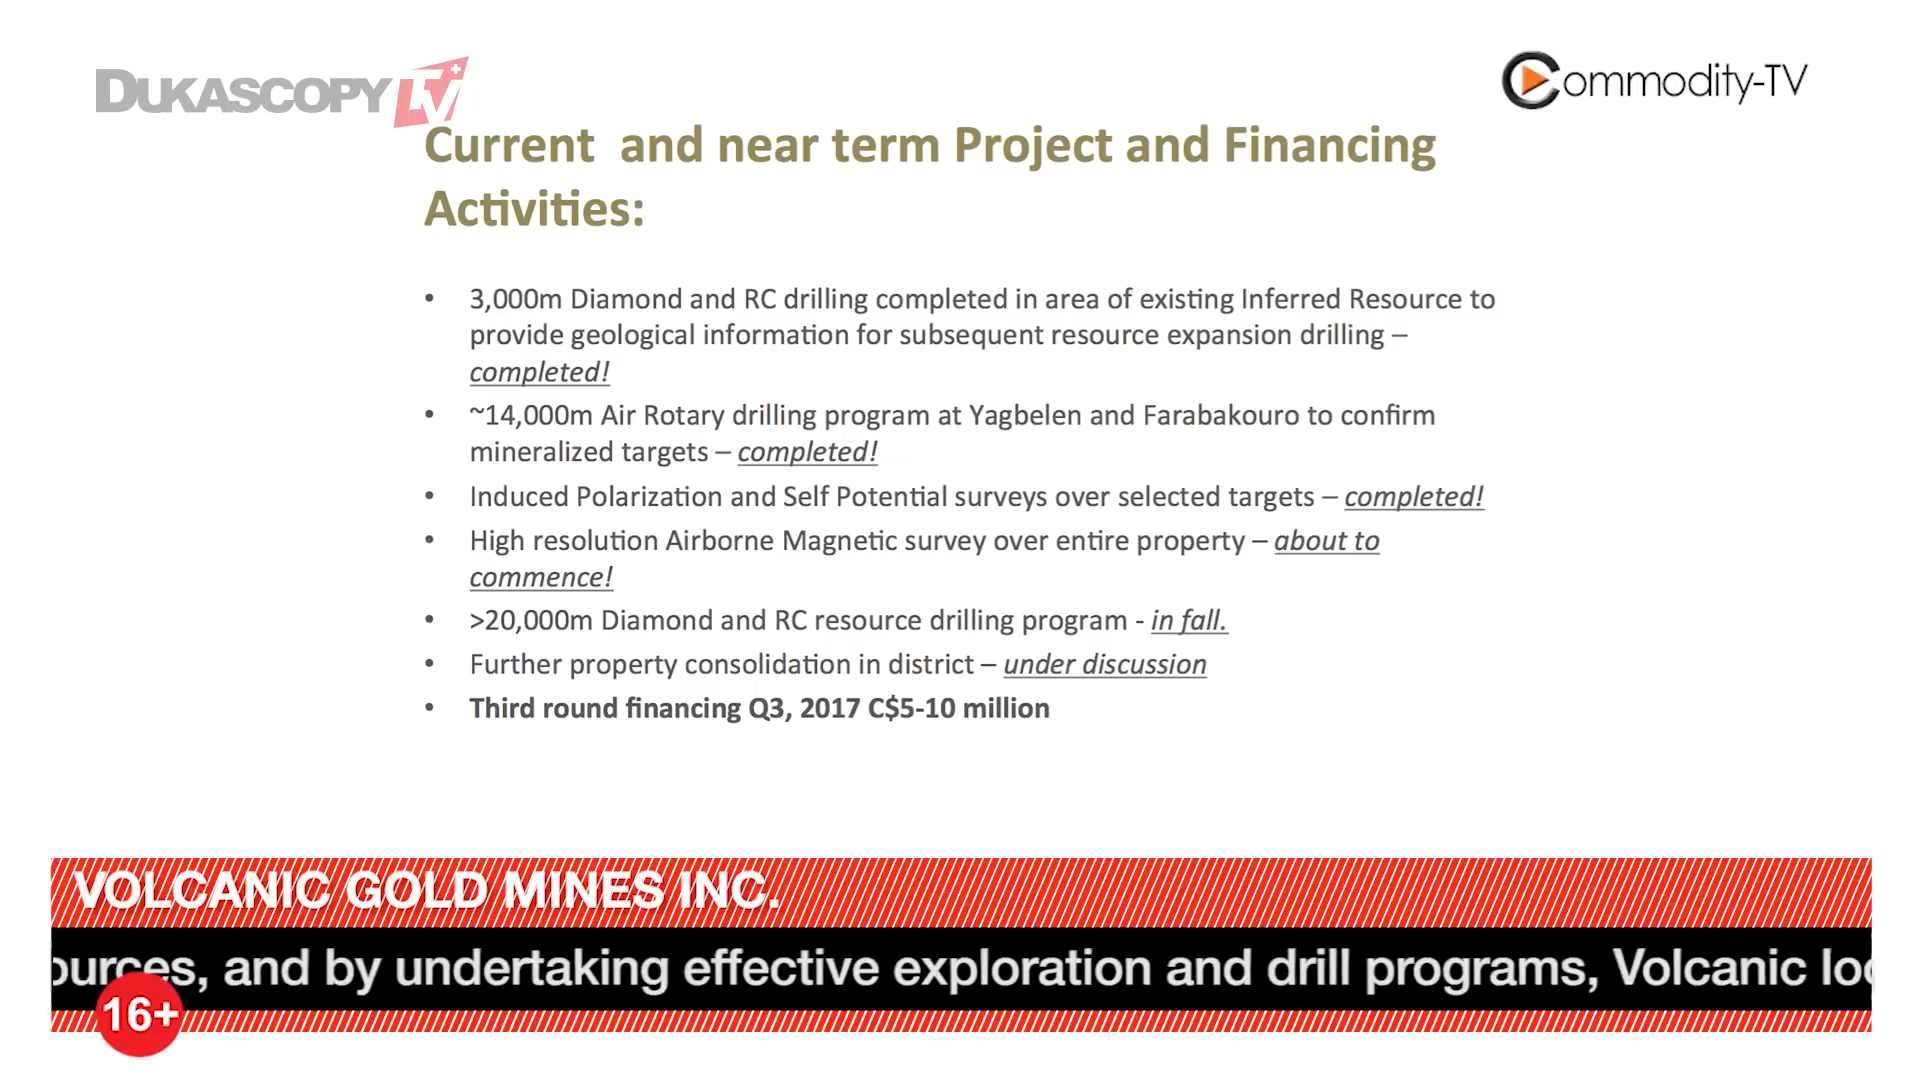 DUKASCOPY TV
Commodity-TV
Current and near term Project and Financing
Activities:
• 3,000m Diamond and RC drilling completed in area of existing Inferred Resource to
provide geological information for subsequent resource expansion drilling –
completed!
• ~14,000m Air Rotary drilling program at Yagbelen and Farabakouro to confirm
mineralized targets – completed!
• Induced Polarization and Self Potential surveys over selected targets – completed!
• High resolution Airborne Magnetic survey over entire property – about to
commence!
• >20,000m Diamond and RC resource drilling program - in fall.
• Further property consolidation in district – under discussion
• Third round financing Q3, 2017 C$5-10 million
VOLCANIC GOLD MINES INC.
and by undertaking effective exploration and drill programs, Volcanic
16+